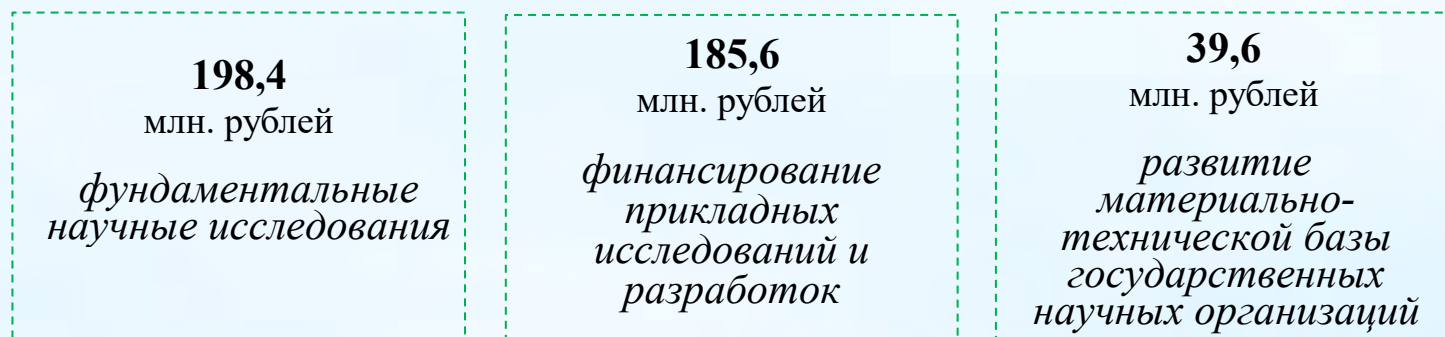 198,4
млн. рублей
фундаментальные
научные исследования
185,6
млн. рублей
финансирование
прикладных
исследований и
разработок
39,6
млн. рублей
развитие
материально-
технической базы
государственных
научных организаций